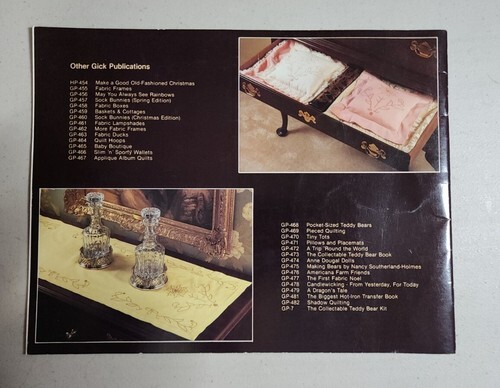 Other Gick Publications
HP-454 Make a Good Old-Fashioned Christmas
GP-455 Fabric Frames
GP-456 May You Always See Rainbows
GP-457 Sock Bunnies (Spring Edition)
GP-458 Fabric Boxes
GP-459 Baskets & Cottages
GP-460 Sock Bunnies (Christmas Edition)
GP-461 Fabric Lampshades
GP-462 More Fabric Frames
GP-463 Fabric Ducks
GP-464 Quilt Hoops
GP-465 Baby Boutique
GP-466 Slim 'n' Sporty Wallets
GP-467 Applique Album Quilts
GP-468 Pocket-Sized Teddy Bears
GP-469 Pieced Quilting
GP-470 Tiny Tots
GP-471 Pillows and Placemats
GP-472 A Trip 'Round the World
GP-473 The Collectable Teddy Bear Book
GP-474 Anne Dougal Dolls
GP-475 Making Bears by Nancy Southerland-Holmes
GP-476 Americana Farm Friends
GP-477 The First Fabric Noel
GP-478 Candlewicking - From Yesterday, For Today
GP-479 A Dragon's Tale
GP-481 The Biggest Hot-Iron Transfer Book
GP-482 Shadow Quilting
GP-7 The Collectable Teddy Bear Kit